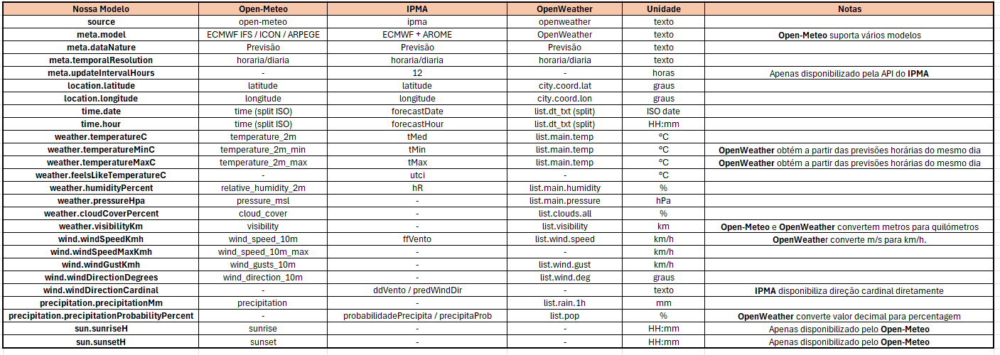 Nossa Modelo Open-Meteo IPMA OpenWeather Unidade Notas
source open-meteo ipma openweather texto
meta.model ECMWF IFS / ICON / ARPEGE ECMWF + AROME OpenWeather texto Open-Meteo suporta vários modelos
meta.dataNature Previsão Previsão Previsão texto
meta.temporalResolution horaria/diaria horaria/diaria horaria/diaria texto
meta.updateIntervalHours - 12 - horas Apenas disponibilizado pela API do IPMA
location.latitude latitude latitude city.coord.lat graus
location.longitude longitude longitude city.coord.lon graus
time.date time (split ISO) forecastDate list.dt_txt (split) ISO date
time.hour time (split ISO) forecastHour list.dt_txt (split) HH:mm
weather.temperatureC temperature_2m tMed list.main.temp °C
weather.temperatureMinC temperature_2m_min tMin list.main.temp °C OpenWeather obtém a partir das previsões horárias do mesmo dia
weather.temperatureMaxC temperature_2m_max tMax list.main.temp °C OpenWeather obtém a partir das previsões horárias do mesmo dia
weather.feelsLikeTemperatureC - utci - °C
weather.humidityPercent relative_humidity_2m hR list.main.humidity %
weather.pressureHpa pressure_msl - list.main.pressure hPa
weather.cloudCoverPercent cloud_cover - list.clouds.all %
weather.visibilityKm visibility - list.visibility km Open-Meteo e OpenWeather convertem metros para quilómetros
wind.windSpeedKmh wind_speed_10m ffVento list.wind.speed km/h OpenWeather converte m/s para km/h.
wind.windSpeedMaxKmh wind_speed_10m_max - - km/h
wind.windGustKmh wind_gusts_10m - list.wind.gust km/h
wind.windDirectionDegrees wind_direction_10m - list.wind.deg graus
wind.windDirectionCardinal - ddVento / predWindDir - texto IPMA disponibiliza direção cardinal diretamente
precipitation.precipitationMm precipitation - list.rain.1h mm
precipitation.precipitationProbabilityPercent - probabilidadePrecipita / precipitaProb list.pop % OpenWeather converte valor decimal para percentagem
sun.sunriseH sunrise - - HH:mm Apenas disponibilizado pelo Open-Meteo
sun.sunsetH sunset - - HH:mm Apenas disponibilizado pelo Open-Meteo